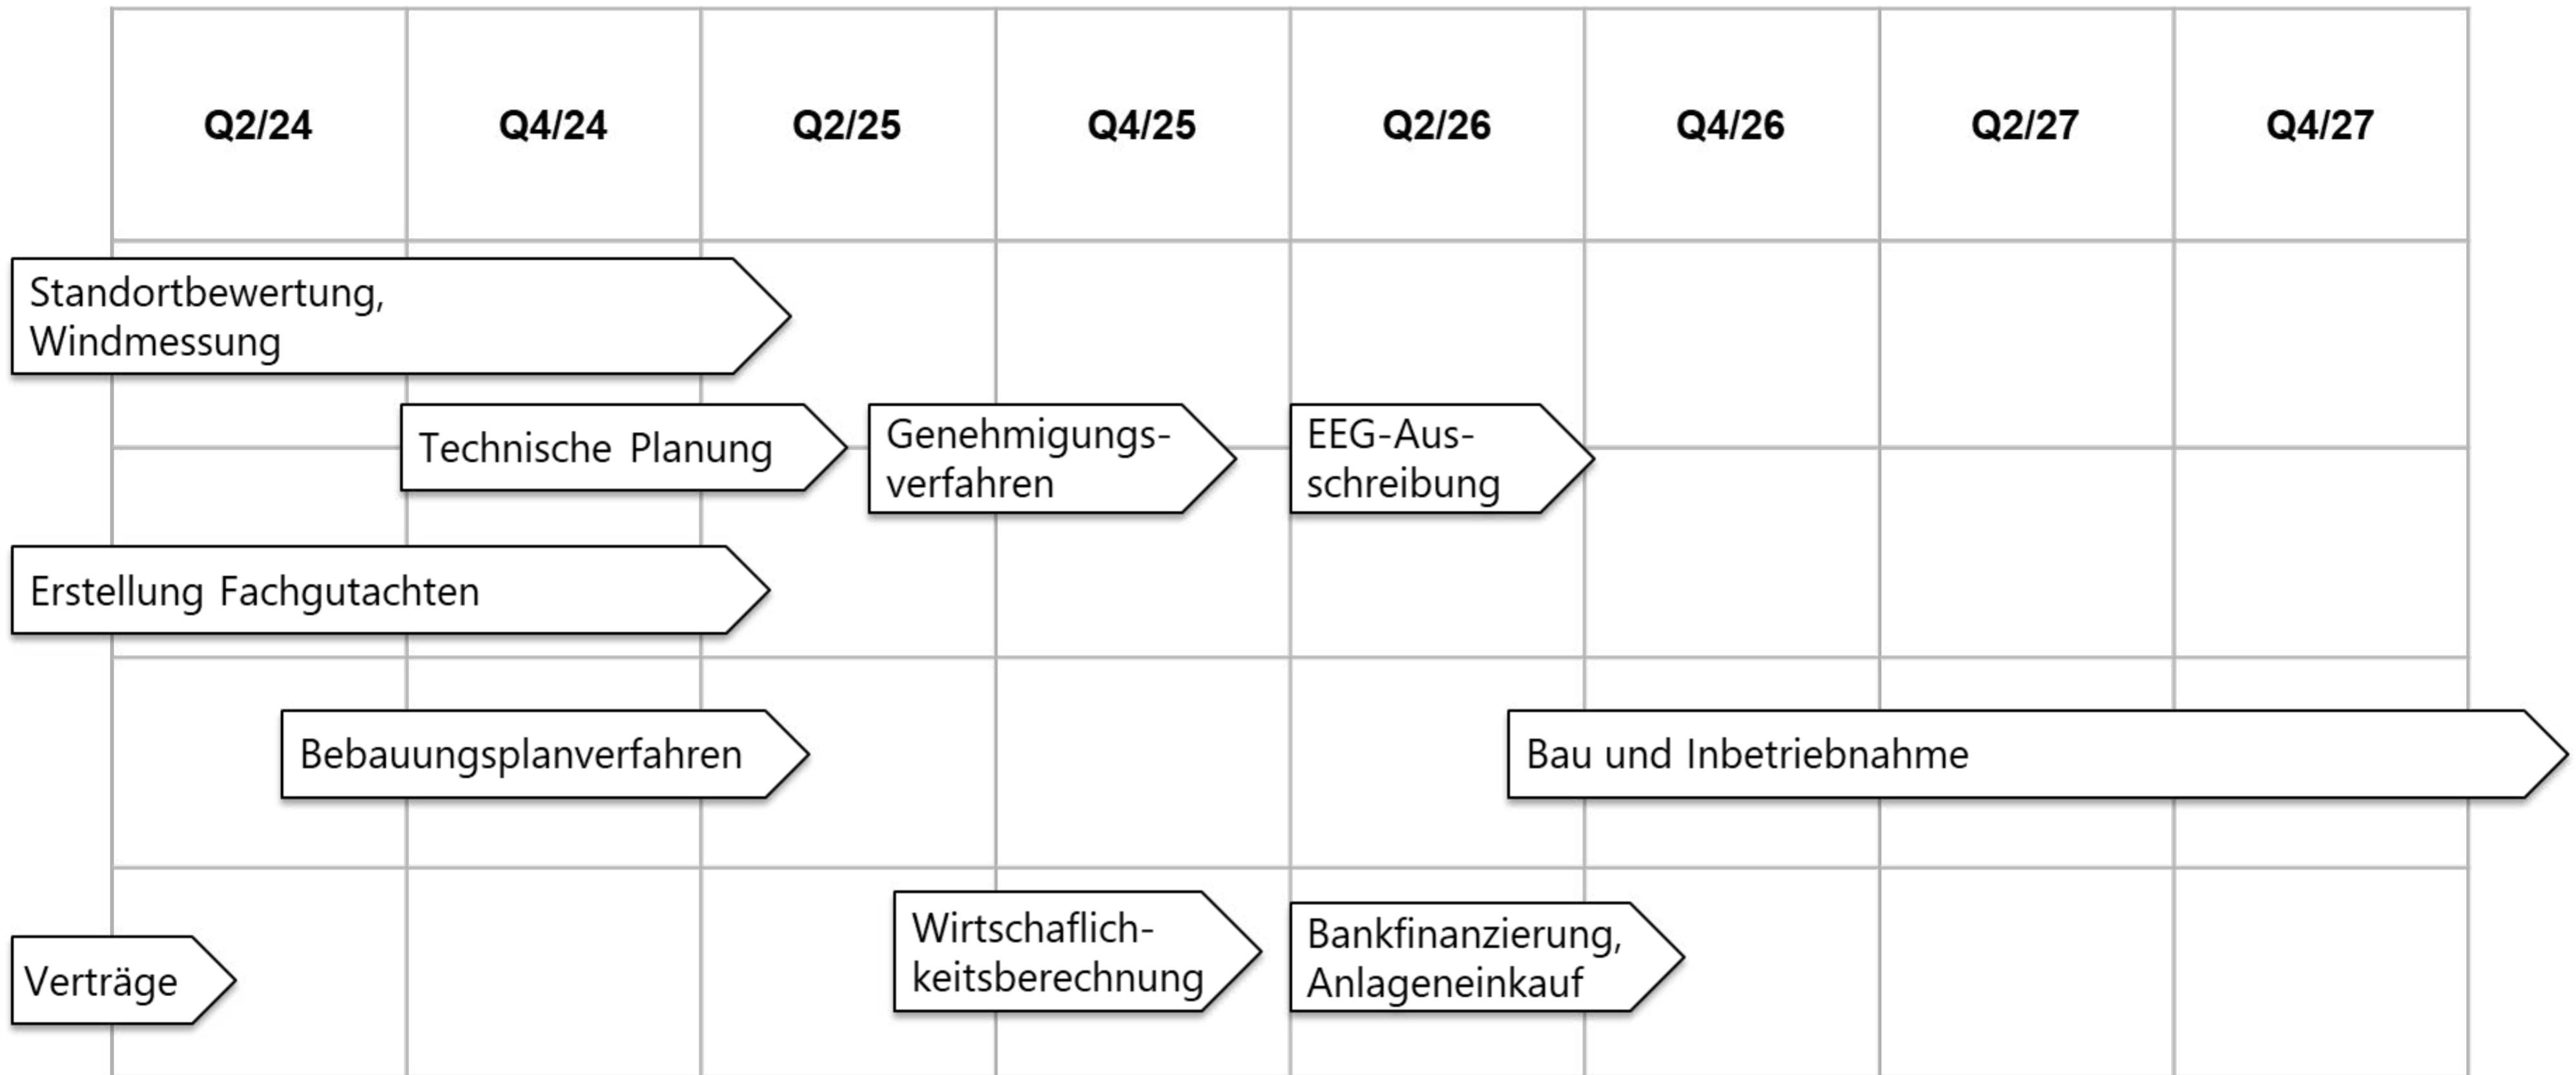 Q2/24 Q4/24 Q2/25 Q4/25 Q2/26 Q4/26 Q2/27 Q4/27
Standortbewertung,
Windmessung
Technische Planung
Genehmigungs-
verfahren
EEG-Aus-
schreibung
Erstellung Fachgutachten
Bebauungsplanverfahren
Bau und Inbetriebnahme
Verträge
Wirtschaflich-
keitsberechnung
Bankfinanzierung,
Anlageneinkauf